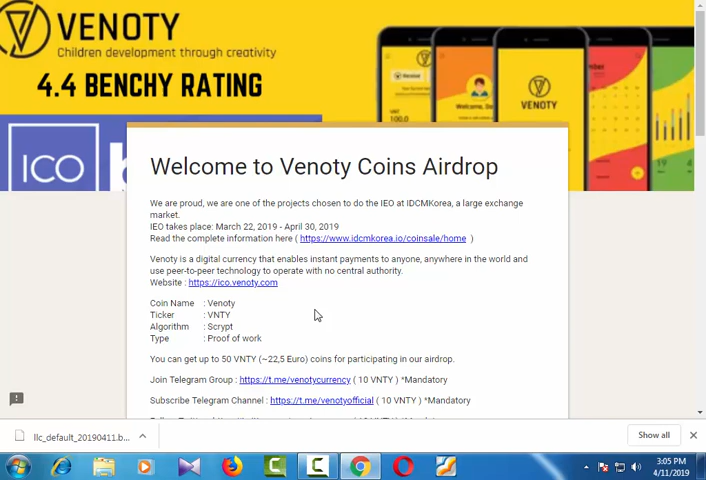 VENOTY
Children development through creativity
4.4 BENCHY RATING
VENOTY
ICO
Welcome to Venoty Coins Airdrop
We are proud, we are one of the projects chosen to do the IEO at IDCMKorea, a large exchange
market.
IEO takes place: March 22, 2019 - April 30, 2019
Read the complete information here ( https://www.idcmkorea.io/coinsale/home )
Venoty is a digital currency that enables instant payments to anyone, anywhere in the world and
use peer-to-peer technology to operate with no central authority.
Website : https://ico.venoty.com
Coin Name : Venoty
Ticker : VNTY
Algorithm : Scrypt
Type : Proof of work
You can get up to 50 VNTY (~22,5 Euro) coins for participating in our airdrop.
Join Telegram Group : https://t.me/venotycurrency ( 10 VNTY ) *Mandatory
Subscribe Telegram Channel : https://t.me/venotyofficial ( 10 VNTY ) *Mandatory
llc_default_20190411.b...
Show all
3:05 PM
4/11/2019